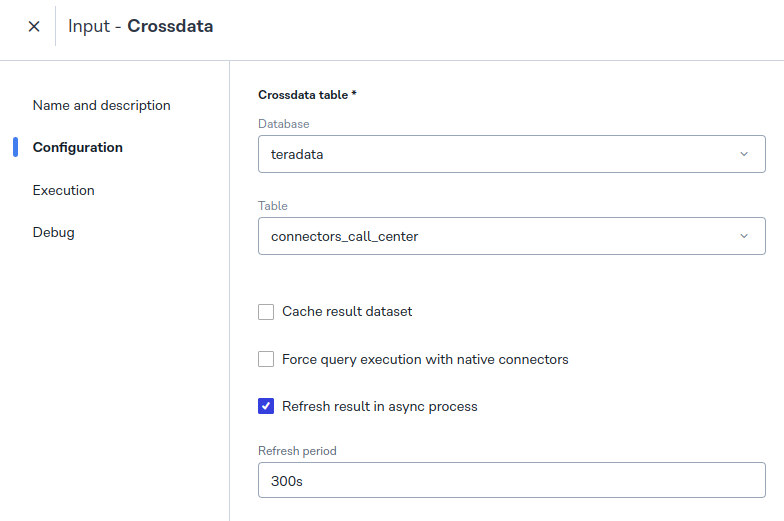 Input - Crossdata
Name and description
Configuration
Execution
Debug
Crossdata table *
Database
teradata
Table
connectors_call_center
Cache result dataset
Force query execution with native connectors
Refresh result in async process
Refresh period
300s